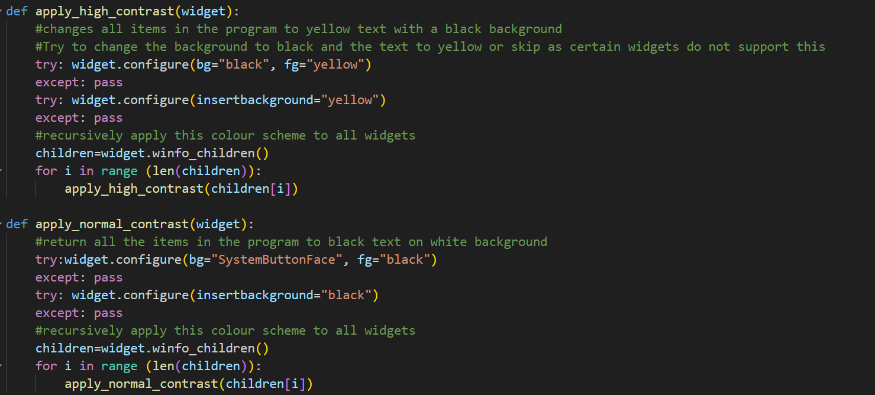 def apply_high_contrast(widget):
    #changes all items in the program to yellow text with a black background
    #Try to change the background to black and the text to yellow or skip as certain widgets do not support this
    try: widget.configure(bg="black", fg="yellow")
    except: pass
    try: widget.configure(insertbackground="yellow")
    except: pass
    #recursively apply this colour scheme to all widgets
    children=widget.winfo_children()
    for i in range (len(children)):
        apply_high_contrast(children[i])
def apply_normal_contrast(widget):
    #return all the items in the program to black text on white background
    try:widget.configure(bg="SystemButtonFace", fg="black")
    except: pass
    try: widget.configure(insertbackground="black")
    except: pass
    #recursively apply this colour scheme to all widgets
    children=widget.winfo_children()
    for i in range (len(children)):
        apply_normal_contrast(children[i])